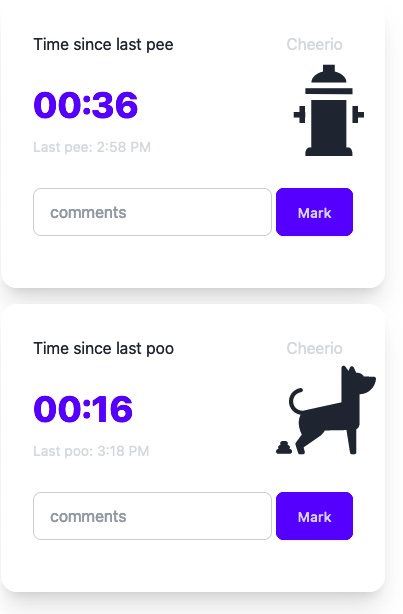 Time since last pee
Cheerio
00:36
Last pee: 2:58 PM
comments
Mark
Time since last poo
Cheerio
00:16
Last poo: 3:18 PM
comments
Mark